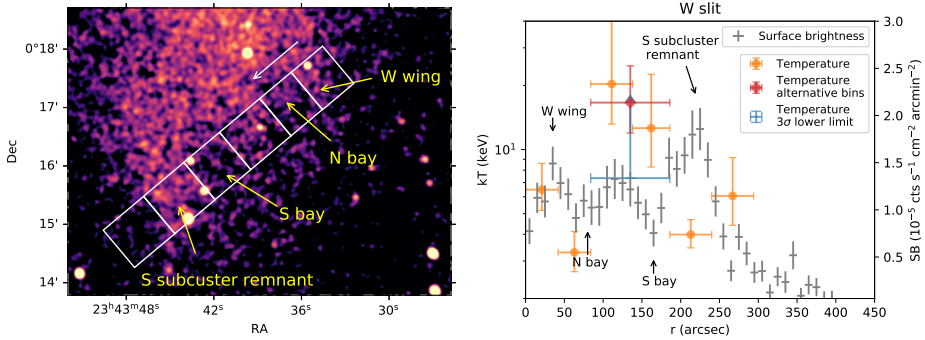 0°18'
17'
16'
15'
14'
Dec
23ʰ43ᵐ48ˢ
42ˢ
36ˢ
30ˢ
RA
W wing
N bay
S bay
S subcuster remnant
W slit
kT (keV)
10¹
SB (10⁻⁵ cts s⁻¹ cm⁻² arcmin⁻²)
3.0
2.5
2.0
1.5
1.0
0.5
0 50 100 150 200 250 300 350 400 450
r (arcsec)
S subcluster
remnant
W wing
N bay
S bay
Surface brightness
Temperature
Temperature
alternative bins
Temperature
3σ lower limit